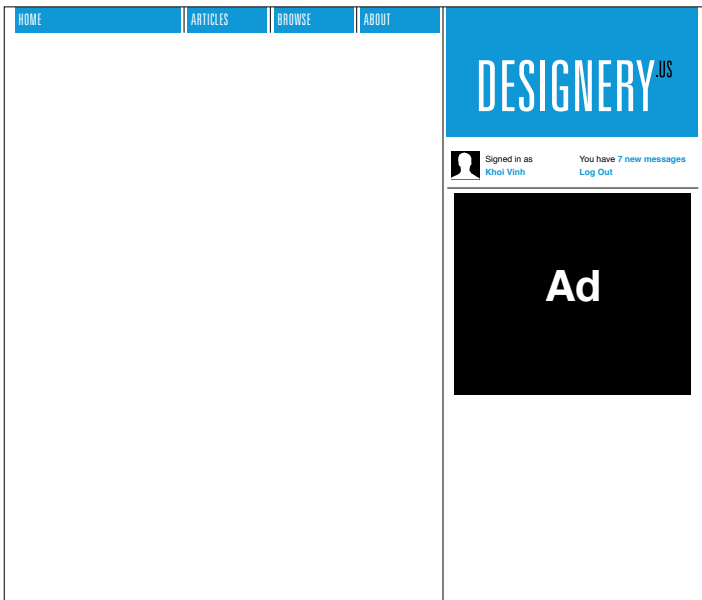 HOME ARTICLES BROWSE ABOUT
DESIGNERY.US
Signed in as You have 7 new messages
Khoi Vinh Log Out
Ad